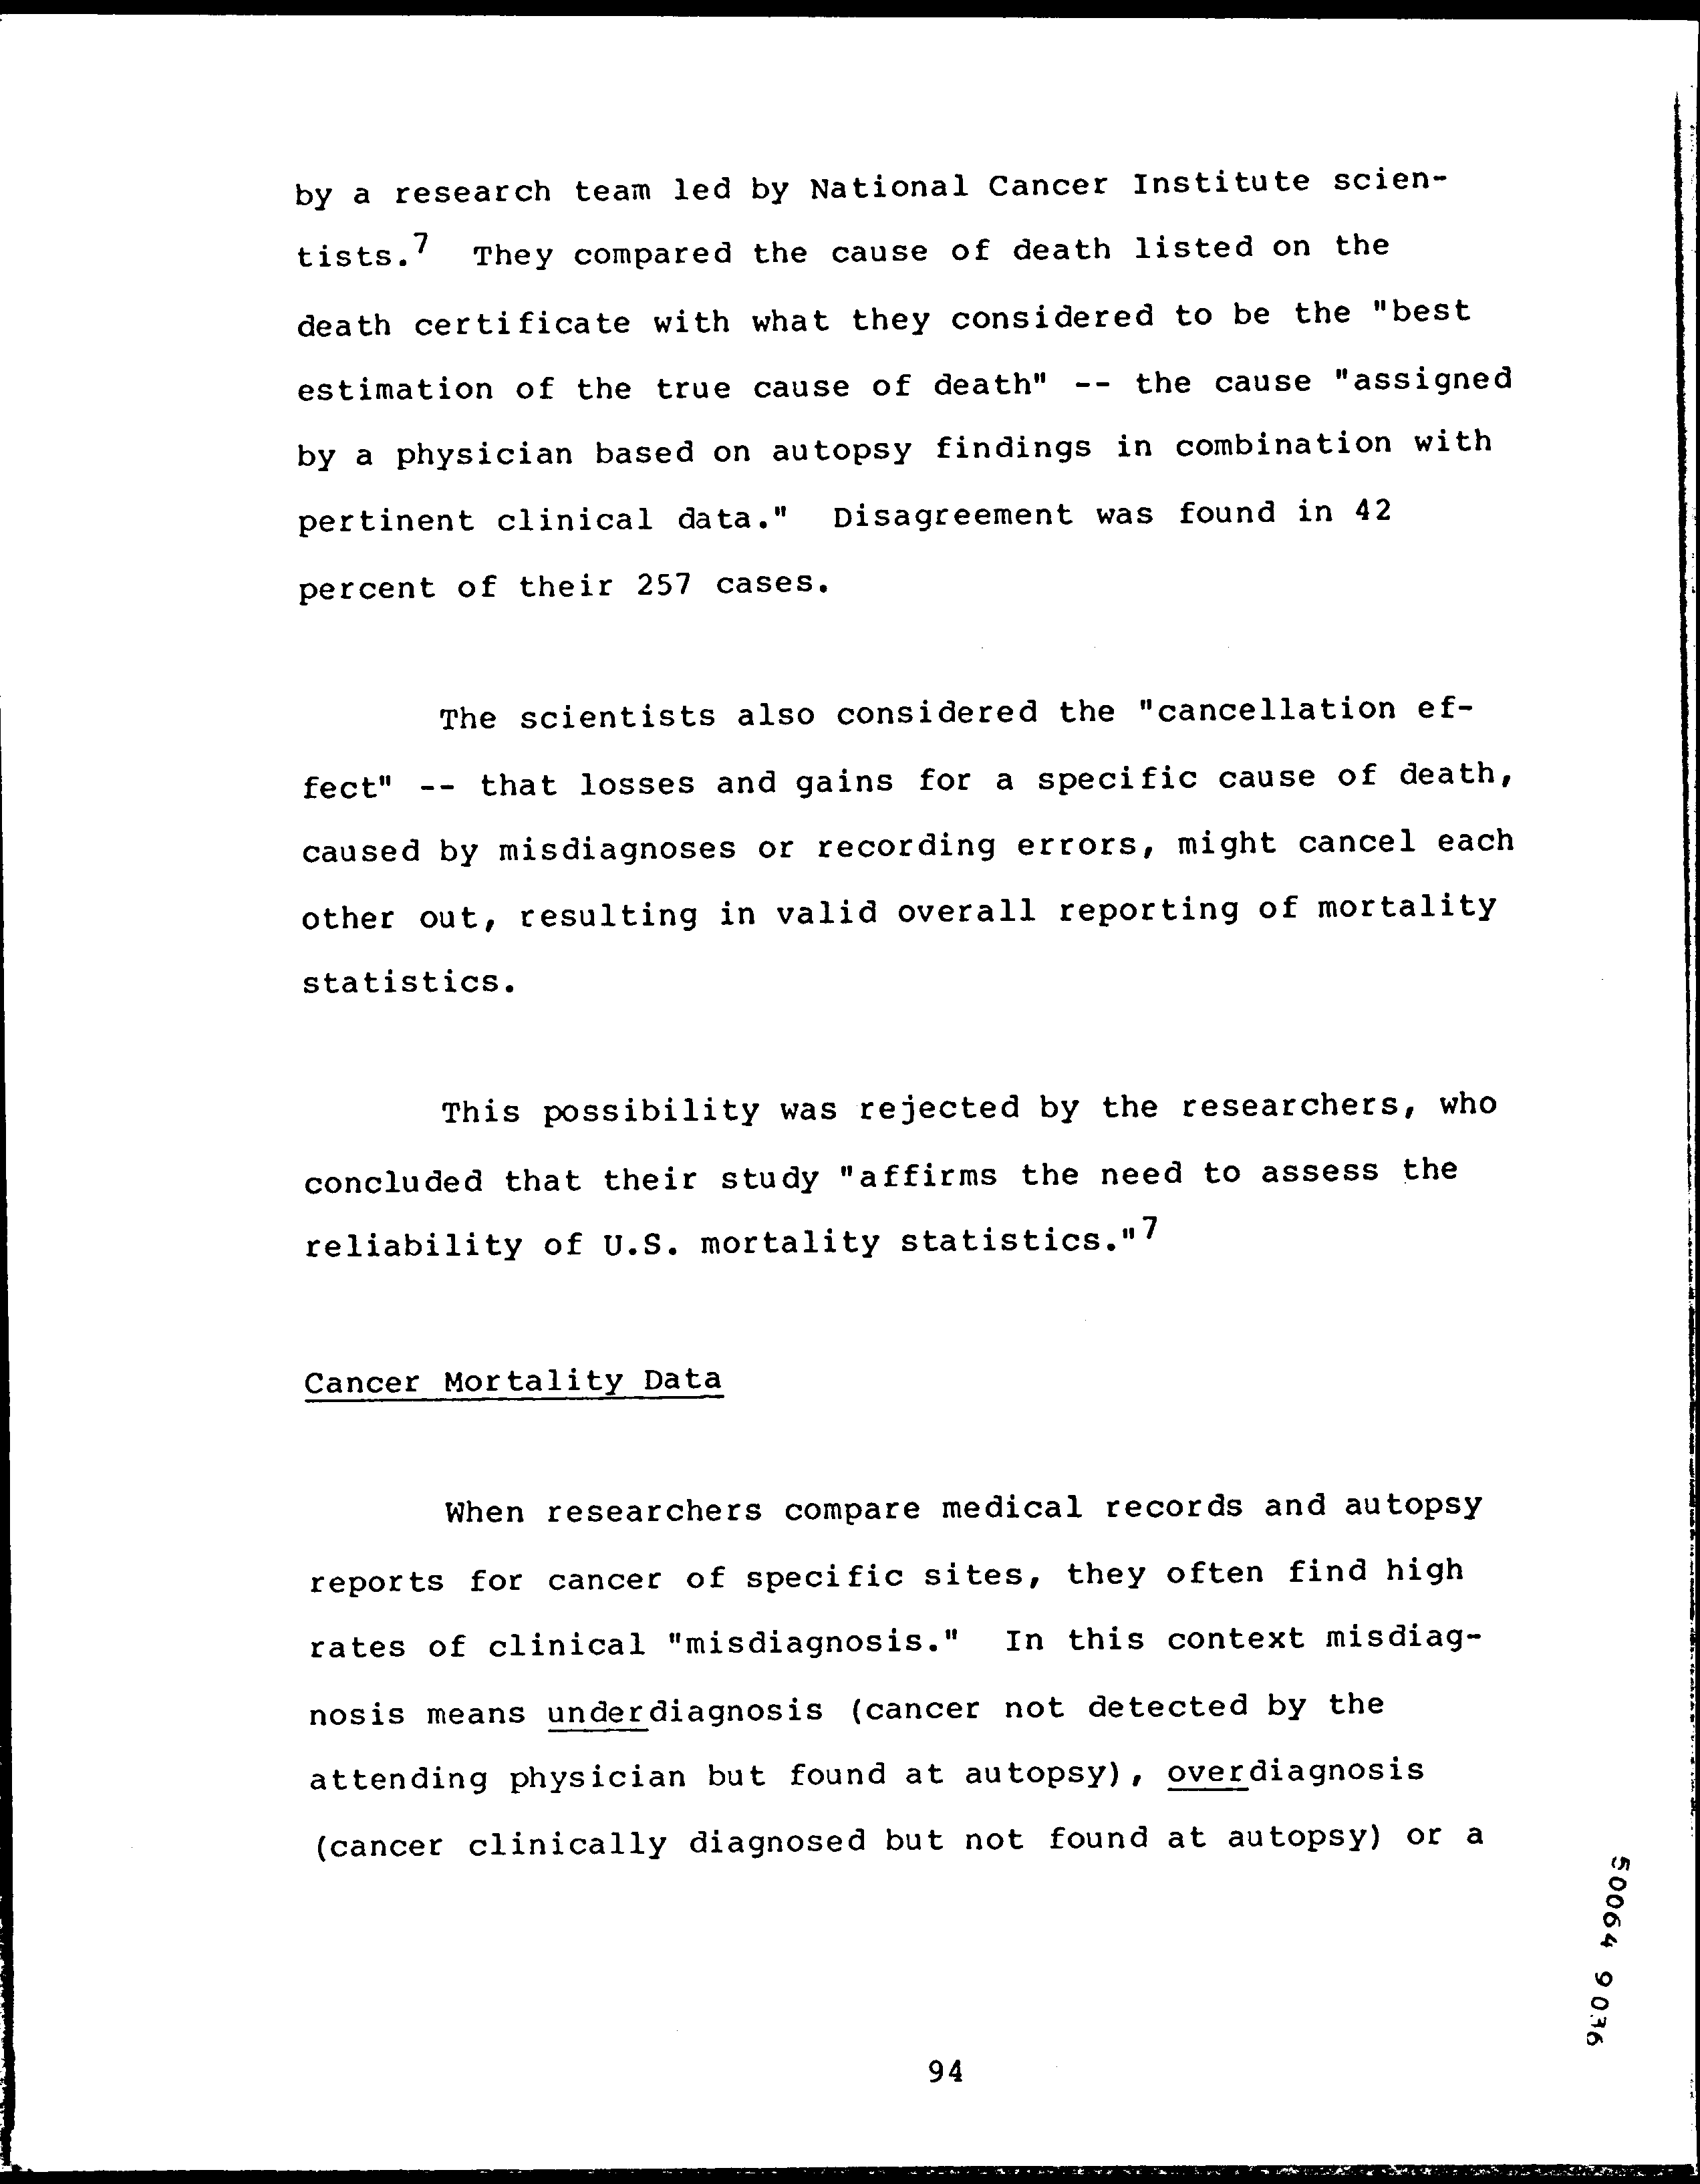 by a research team led by National Cancer Institute scien-
tists.7 They compared the cause of death listed on the
death certificate with what they considered to be the "best
estimation of the true cause of death" -- the cause "assigned
by a physician based on autopsy findings in combination with
pertinent clinical data." Disagreement was found in 42
percent of their 257 cases.
The scientists also considered the "cancellation ef-
fect" -- that losses and gains for a specific cause of death,
caused by misdiagnoses or recording errors, might cancel each
other out, resulting in valid overall reporting of mortality
statistics.
This possibility was rejected by the researchers, who
concluded that their study "affirms the need to assess the
reliability of U.S. mortality statistics."7
Cancer Mortality Data
When researchers compare medical records and autopsy
reports for cancer of specific sites, they often find high
rates of clinical "misdiagnosis." In this context misdiag-
nosis means underdiagnosis (cancer not detected by the
attending physician but found at autopsy), overdiagnosis
(cancer clinically diagnosed but not found at autopsy) or a
50064 9036
94